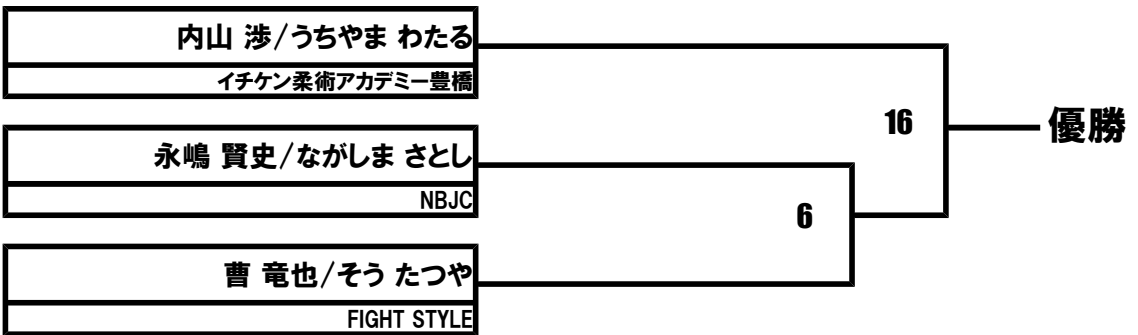 内山 渉/うちやま わたる
イチケン柔術アカデミー豊橋
16
優勝
永嶋 賢史/ながしま さとし
NBJC
6
曹 竜也/そう たつや
FIGHT STYLE